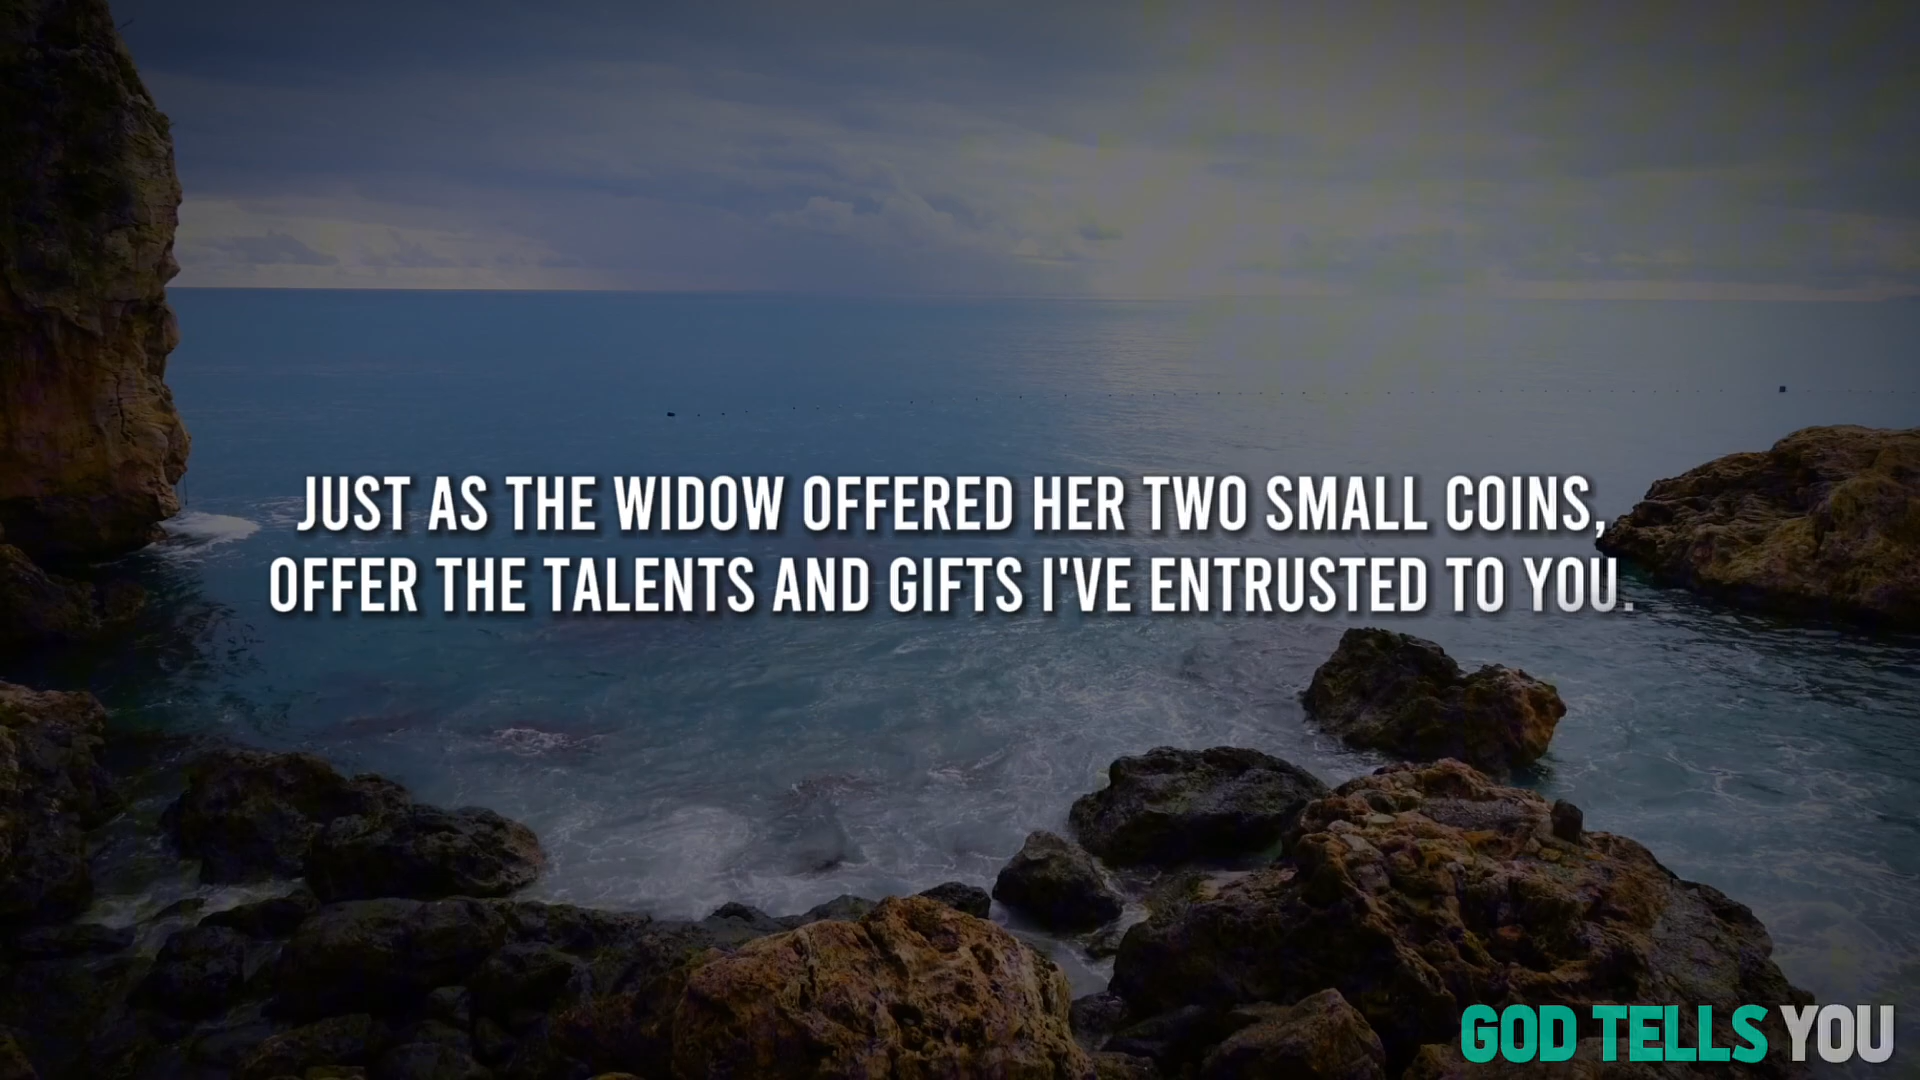 JUST AS THE WIDOW OFFERED HER TWO SMALL COINS,
OFFER THE TALENTS AND GIFTS I'VE ENTRUSTED TO YOU.
GOD TELLS YOU